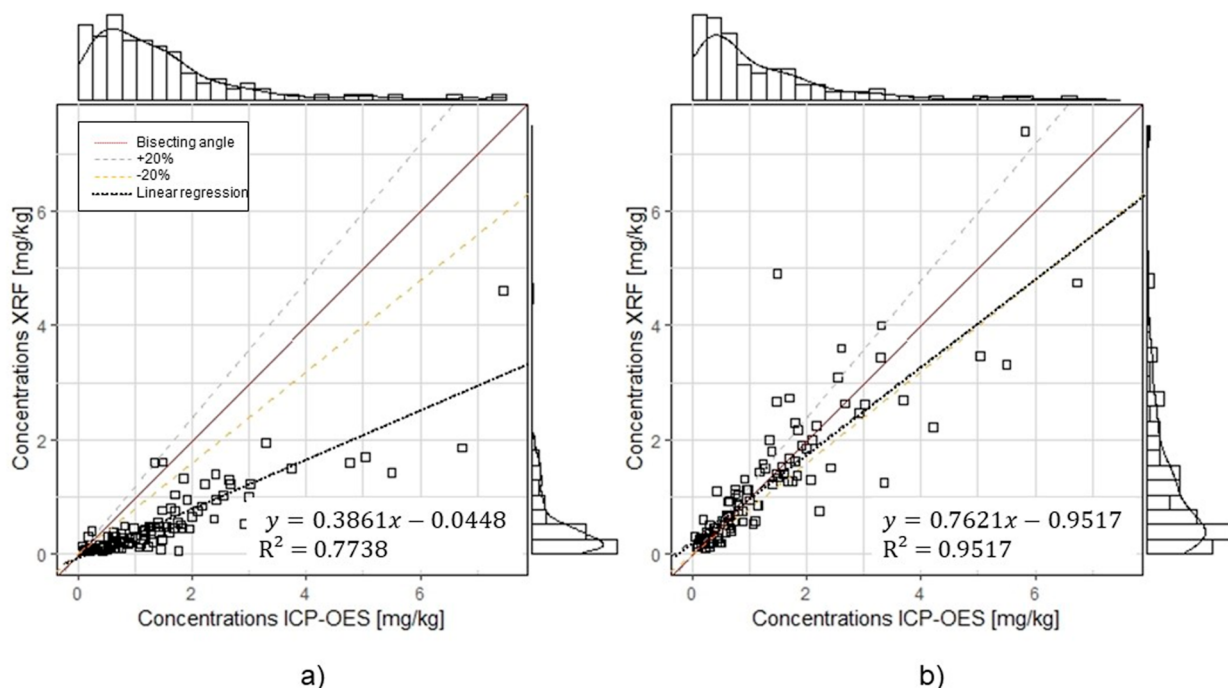 Bisecting angle
+20%
-20%
Linear regression
Concentrations XRF [mg/kg]
6
4
2
0
y = 0.3861x − 0.0448
R² = 0.7738
0 2 4 6
Concentrations ICP-OES [mg/kg]
a)
Concentrations XRF [mg/kg]
6
4
2
0
y = 0.7621x − 0.9517
R² = 0.9517
0 2 4 6
Concentrations ICP-OES [mg/kg]
b)